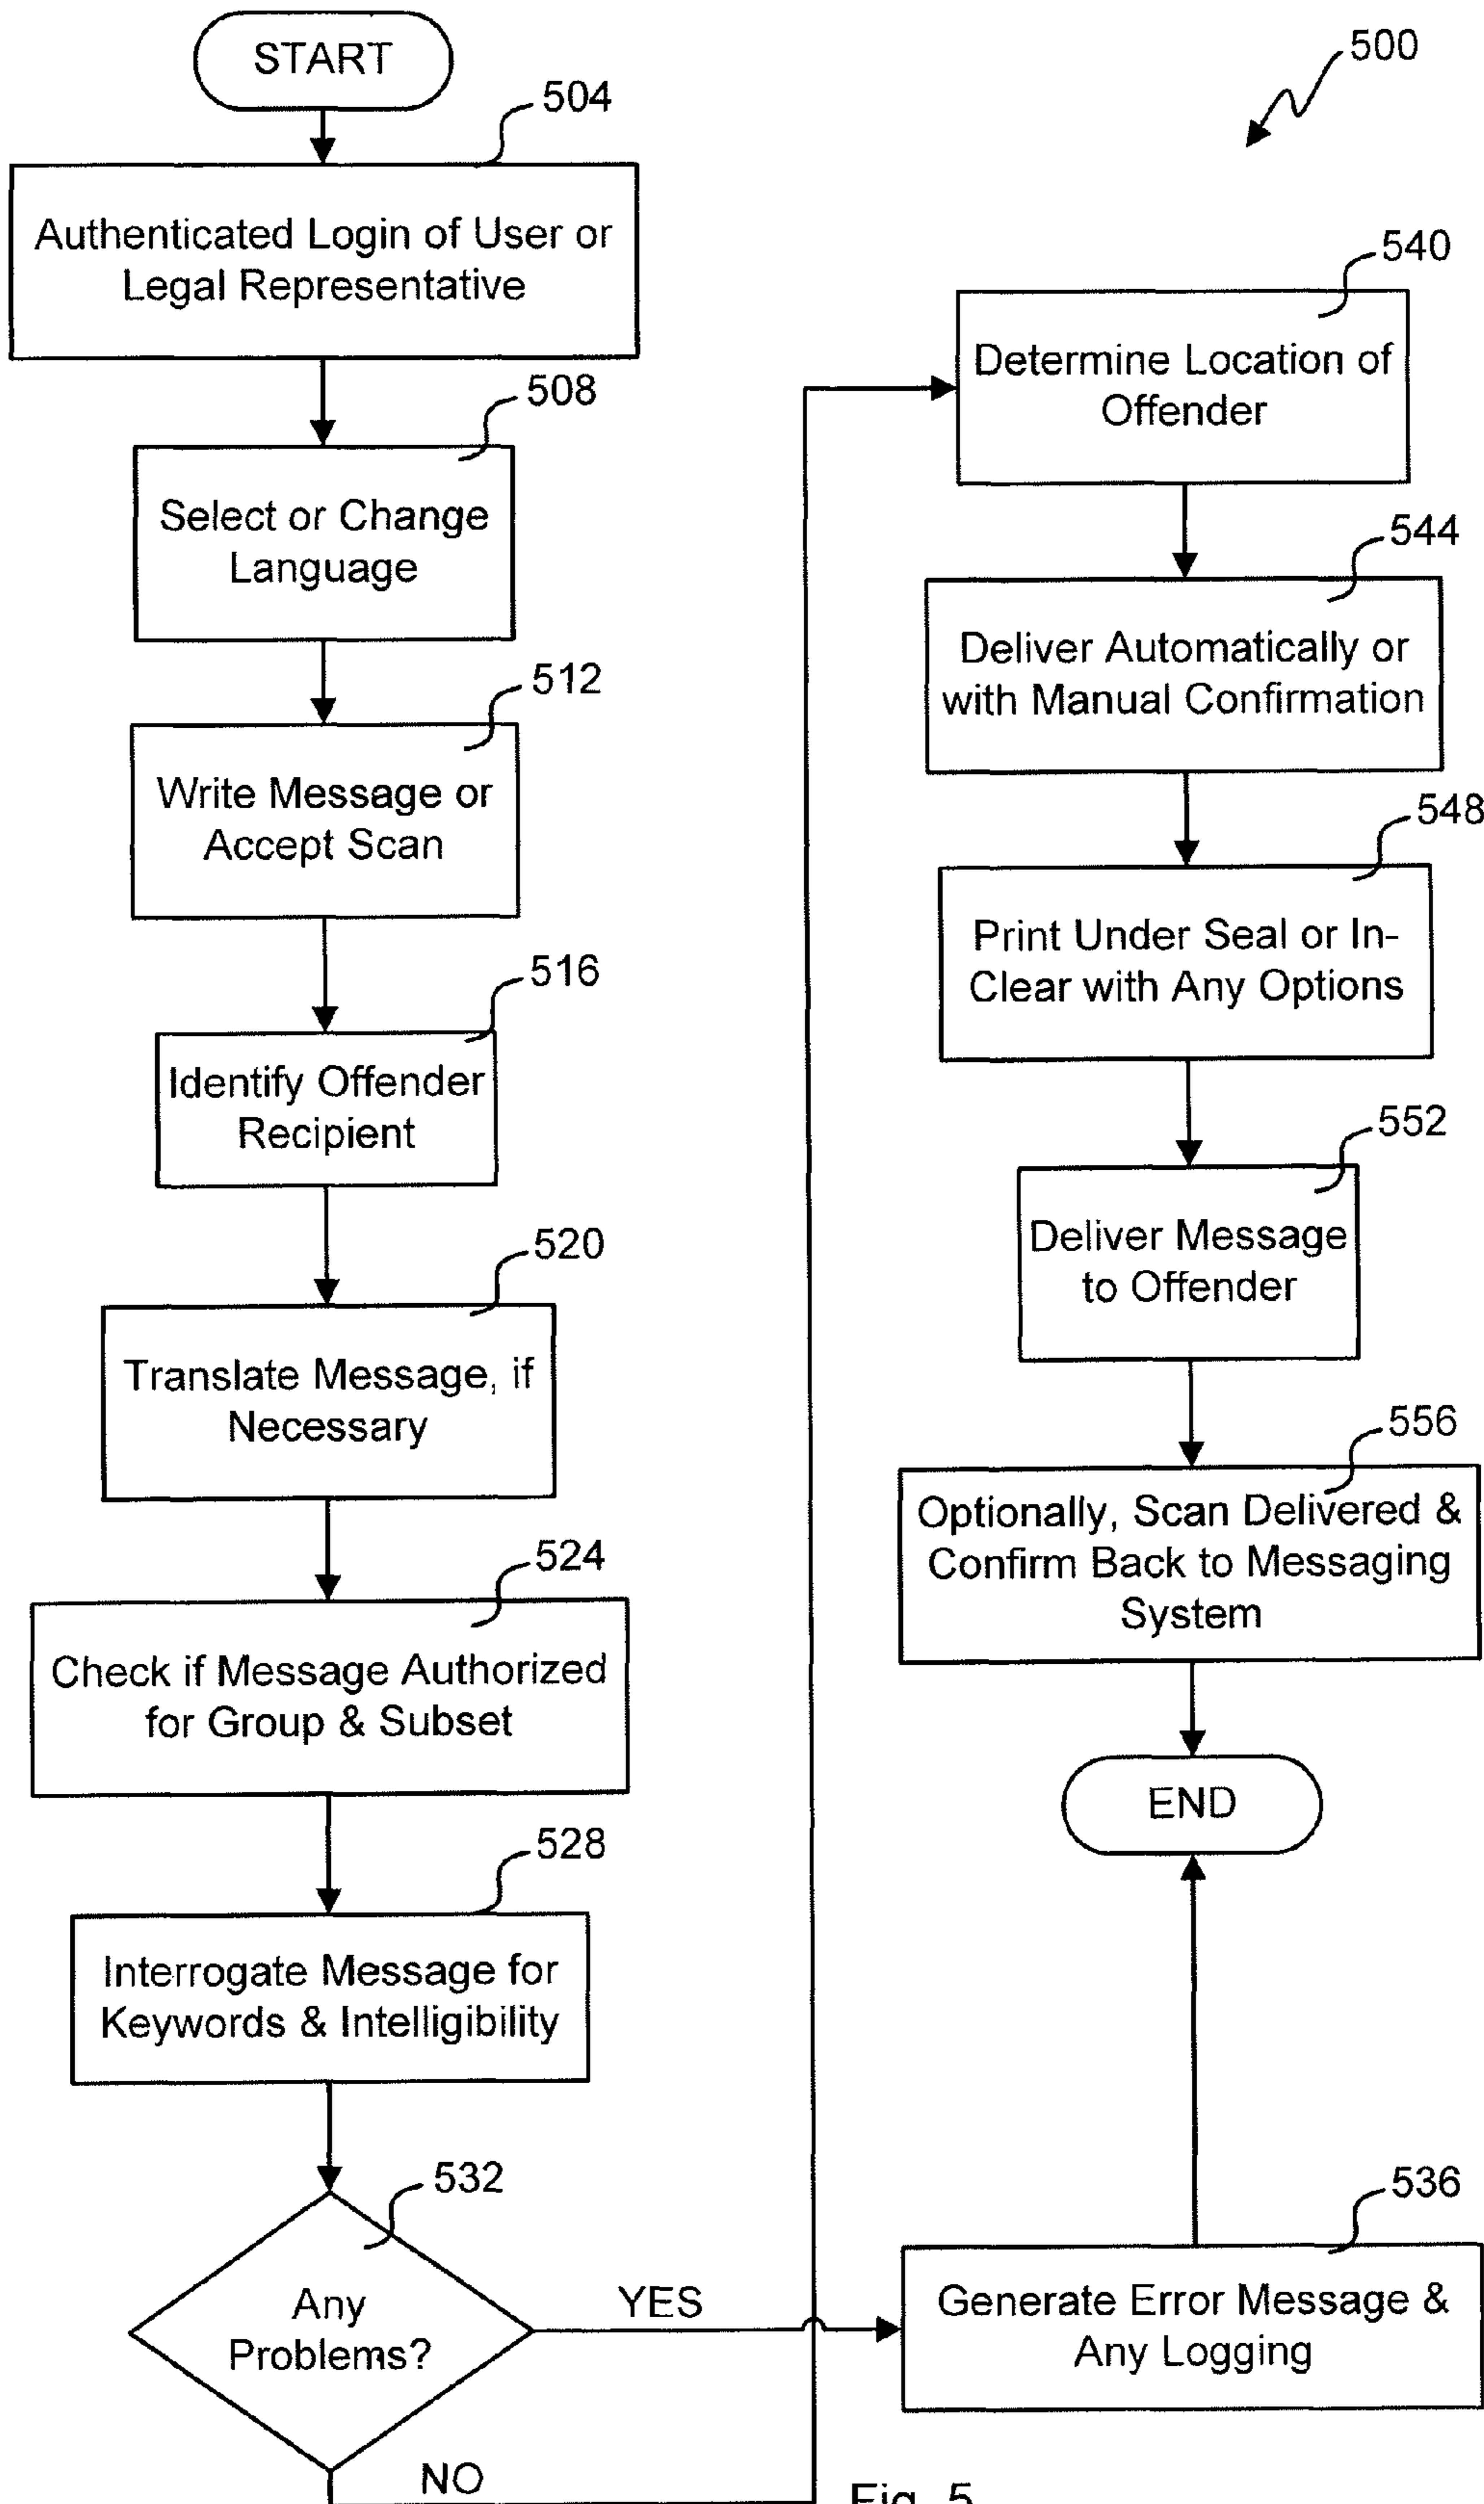 START
500
504
Authenticated Login of User or
Legal Representative
508
Select or Change
Language
512
Write Message or
Accept Scan
516
Identify Offender
Recipient
520
Translate Message, if
Necessary
524
Check if Message Authorized
for Group & Subset
528
Interrogate Message for
Keywords & Intelligibility
532
Any
Problems?
YES
NO
540
Determine Location of
Offender
544
Deliver Automatically or
with Manual Confirmation
548
Print Under Seal or In-
Clear with Any Options
552
Deliver Message
to Offender
556
Optionally, Scan Delivered &
Confirm Back to Messaging
System
END
536
Generate Error Message &
Any Logging
Fig. 5